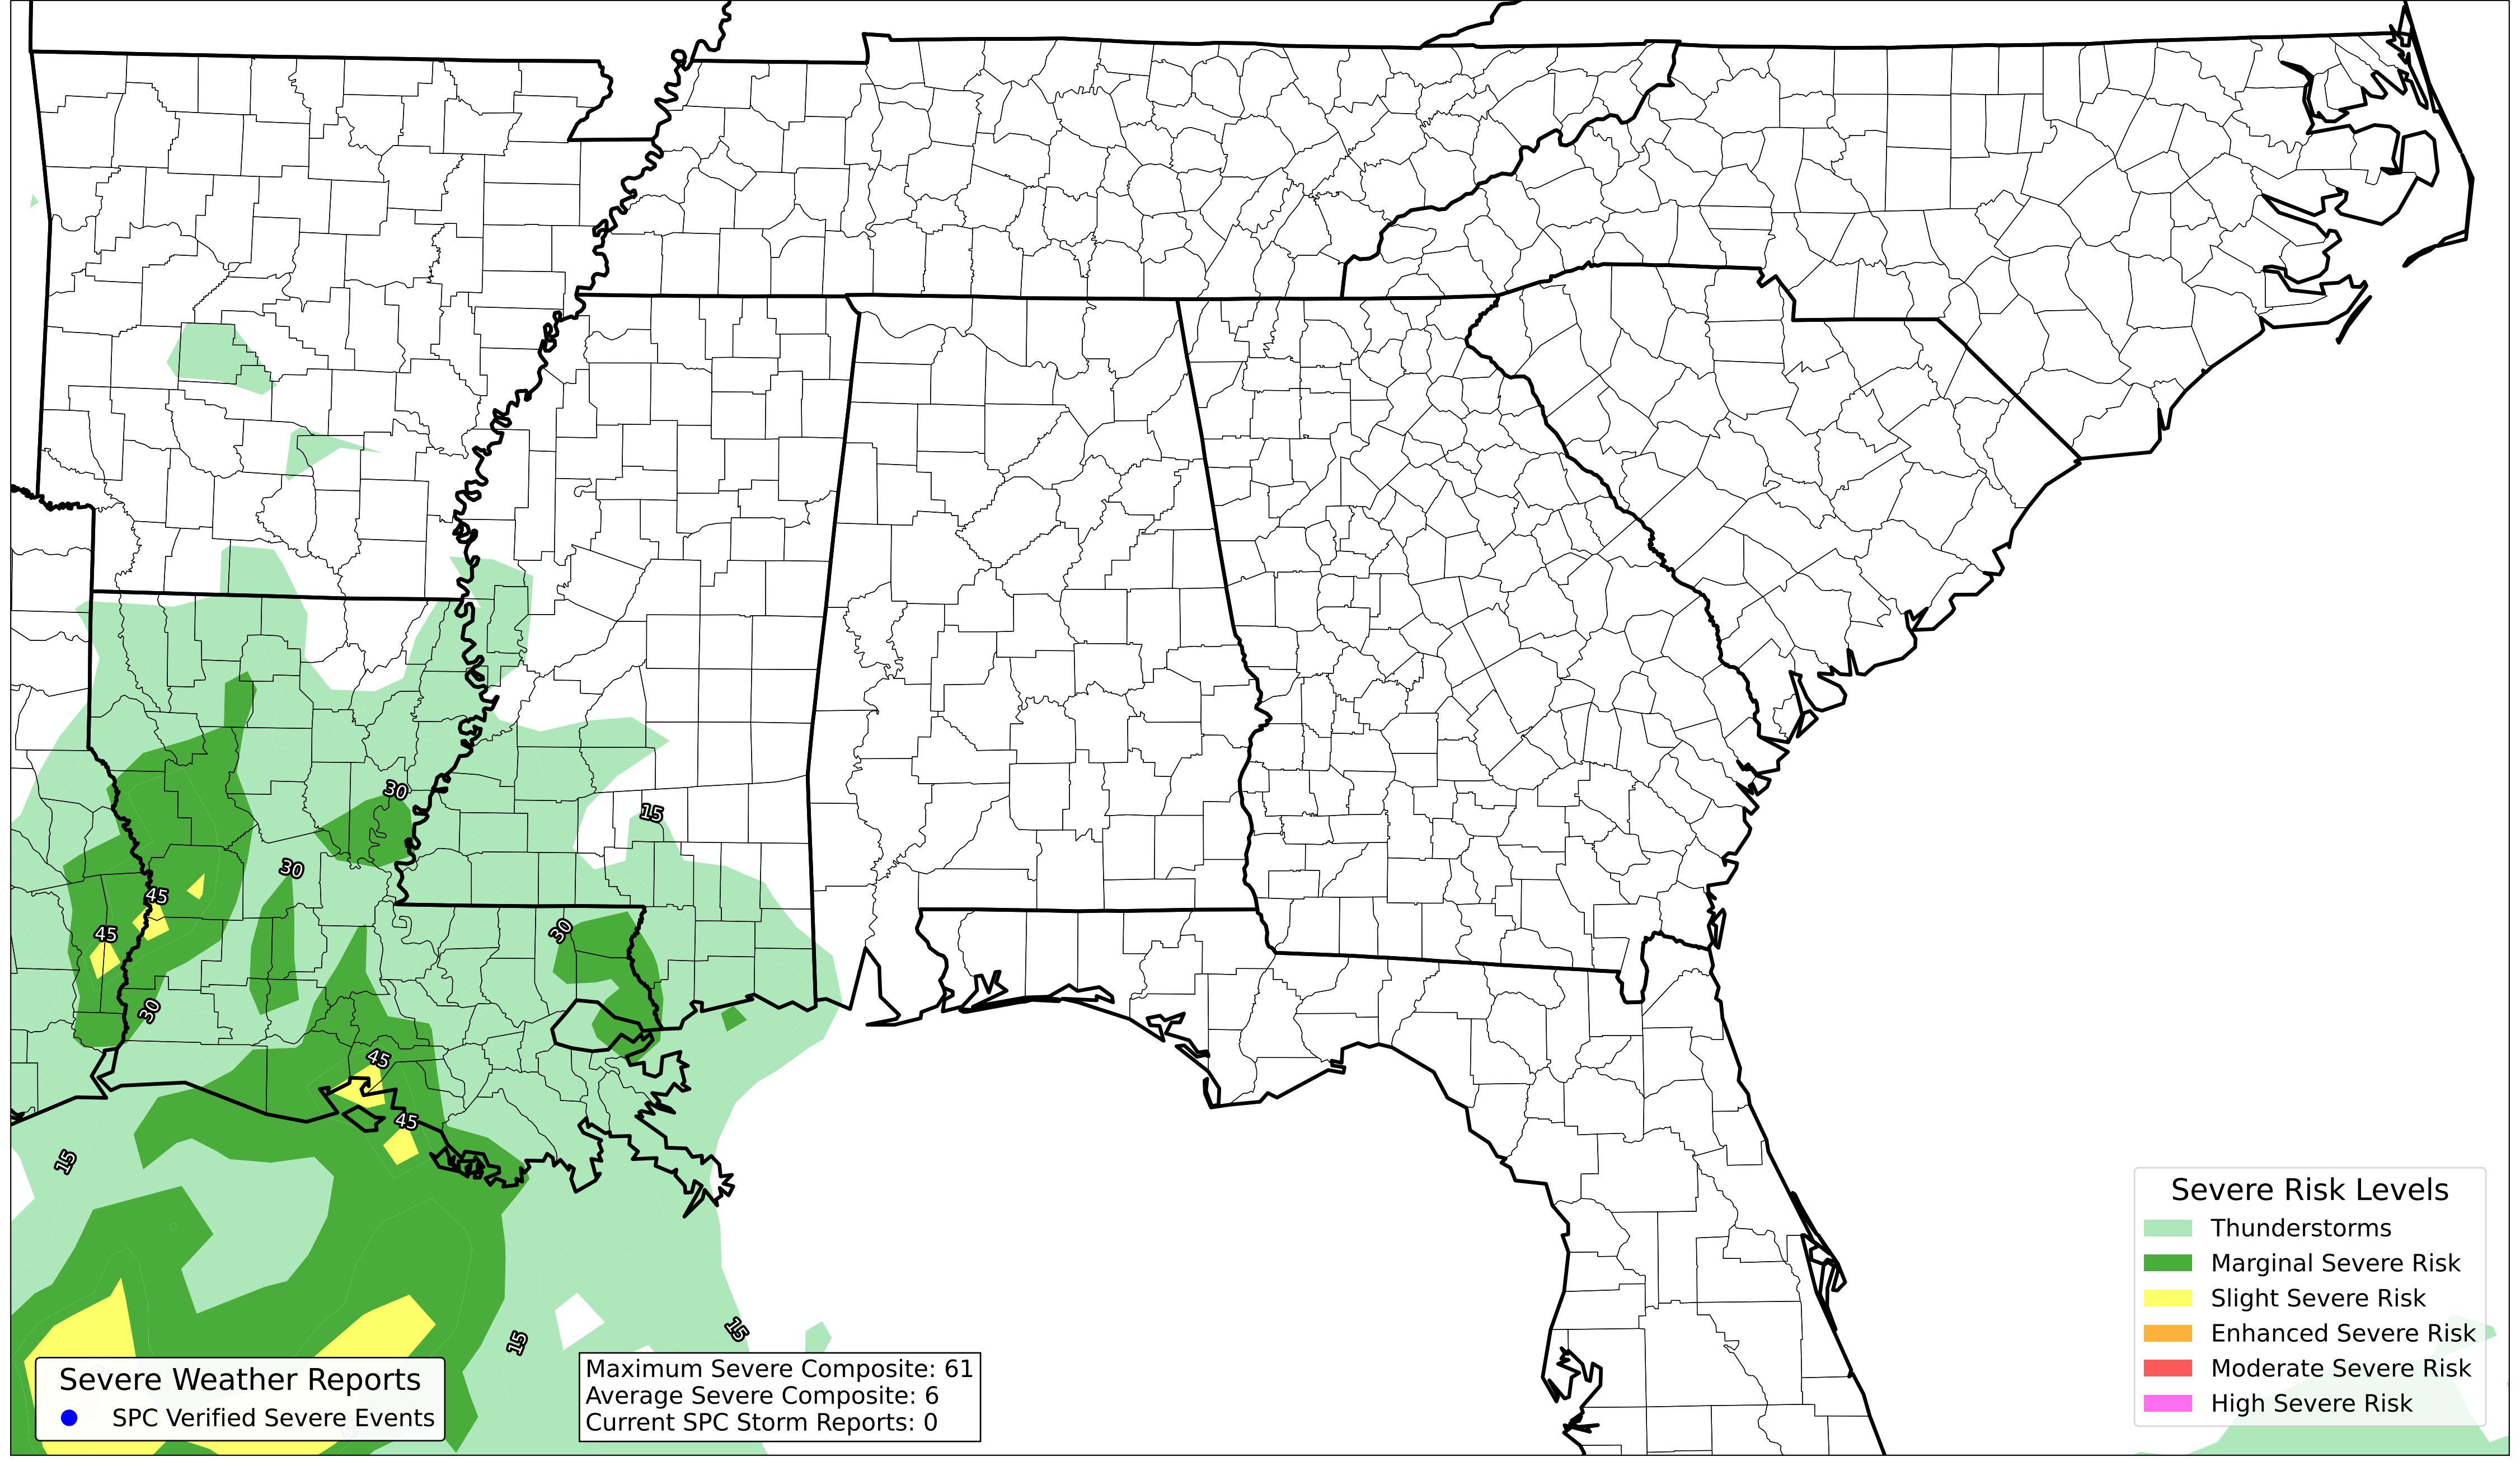 30
15
30
45
30
45
30
45
45
15
15
15
Severe Risk Levels
Thunderstorms
Marginal Severe Risk
Slight Severe Risk
Enhanced Severe Risk
Moderate Severe Risk
High Severe Risk
Severe Weather Reports
SPC Verified Severe Events
Maximum Severe Composite: 61
Average Severe Composite: 6
Current SPC Storm Reports: 0